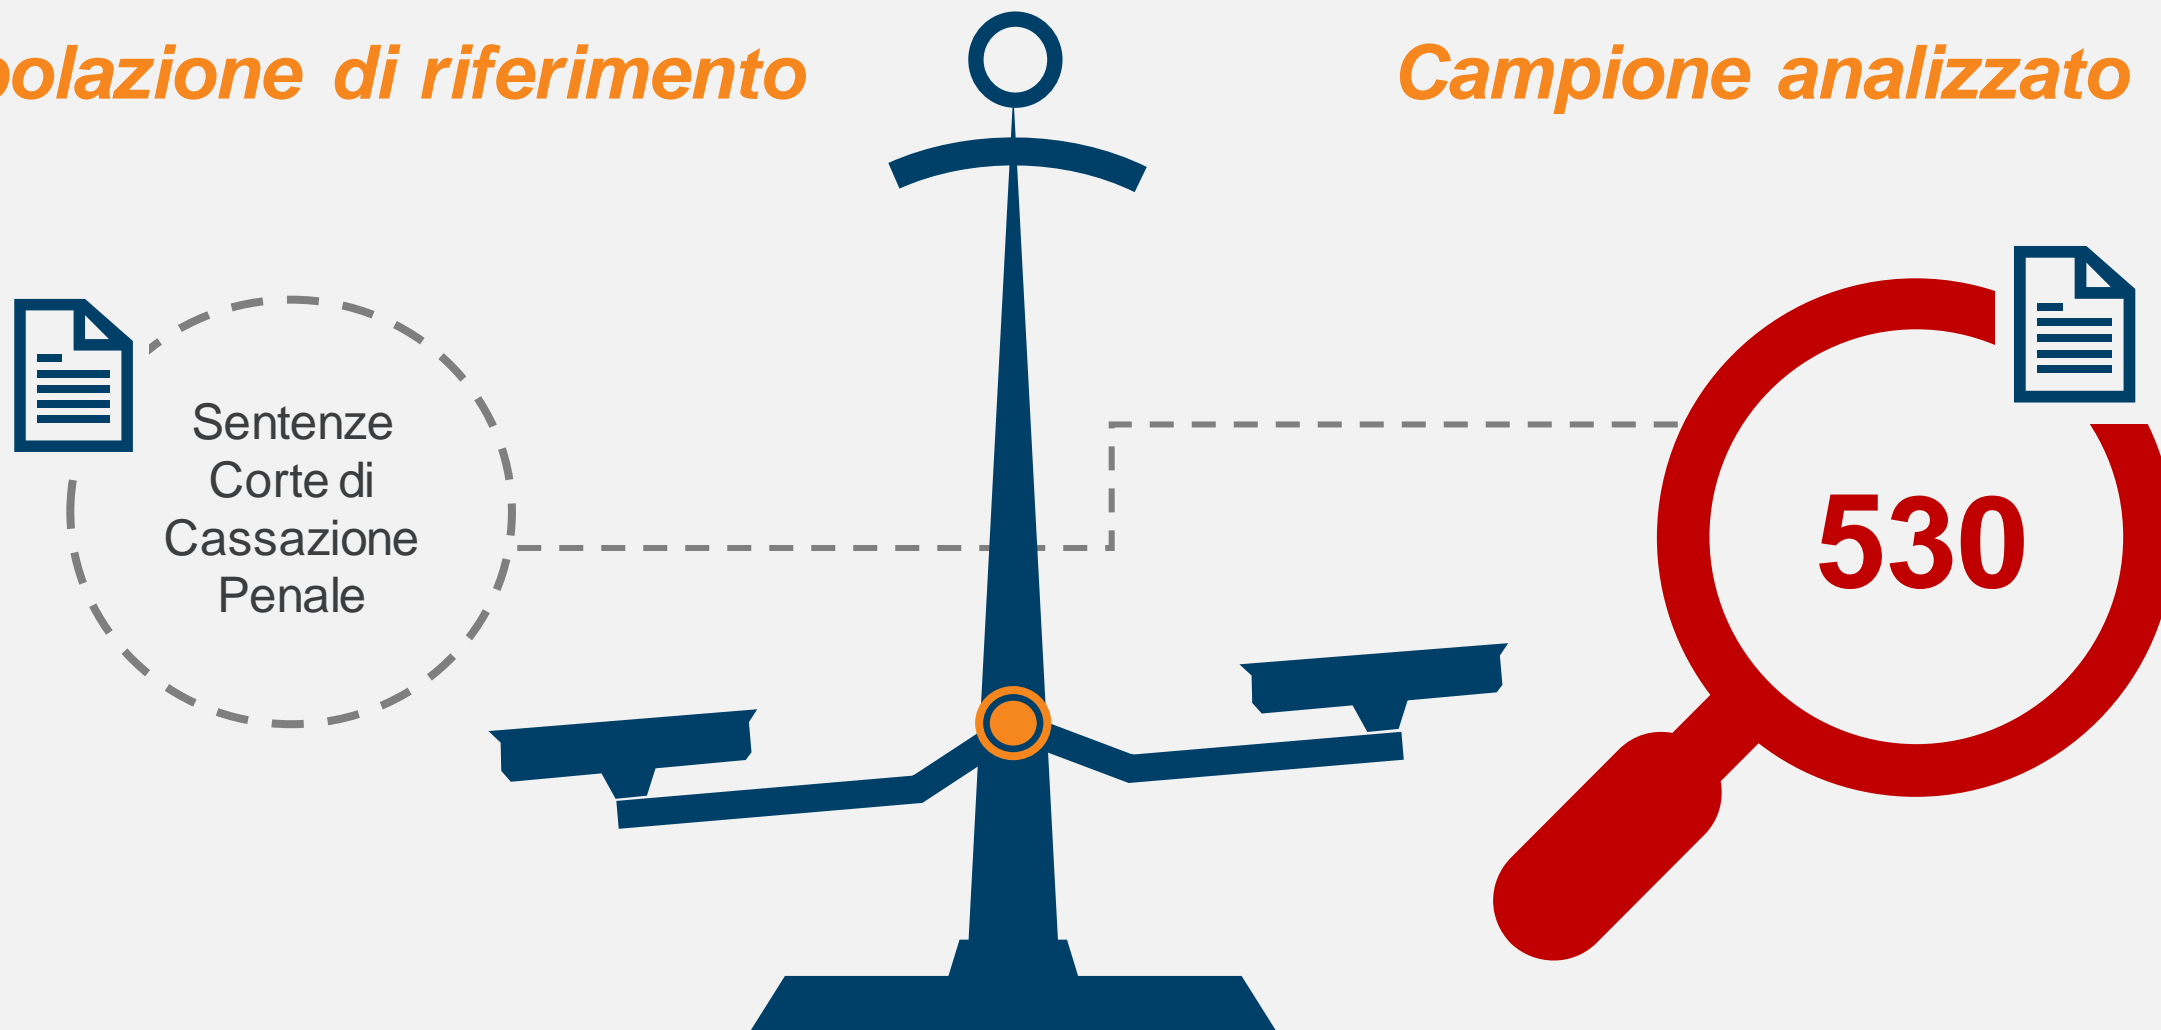 polazione di riferimento
Campione analizzato
Sentenze
Corte di
Cassazione
Penale
530